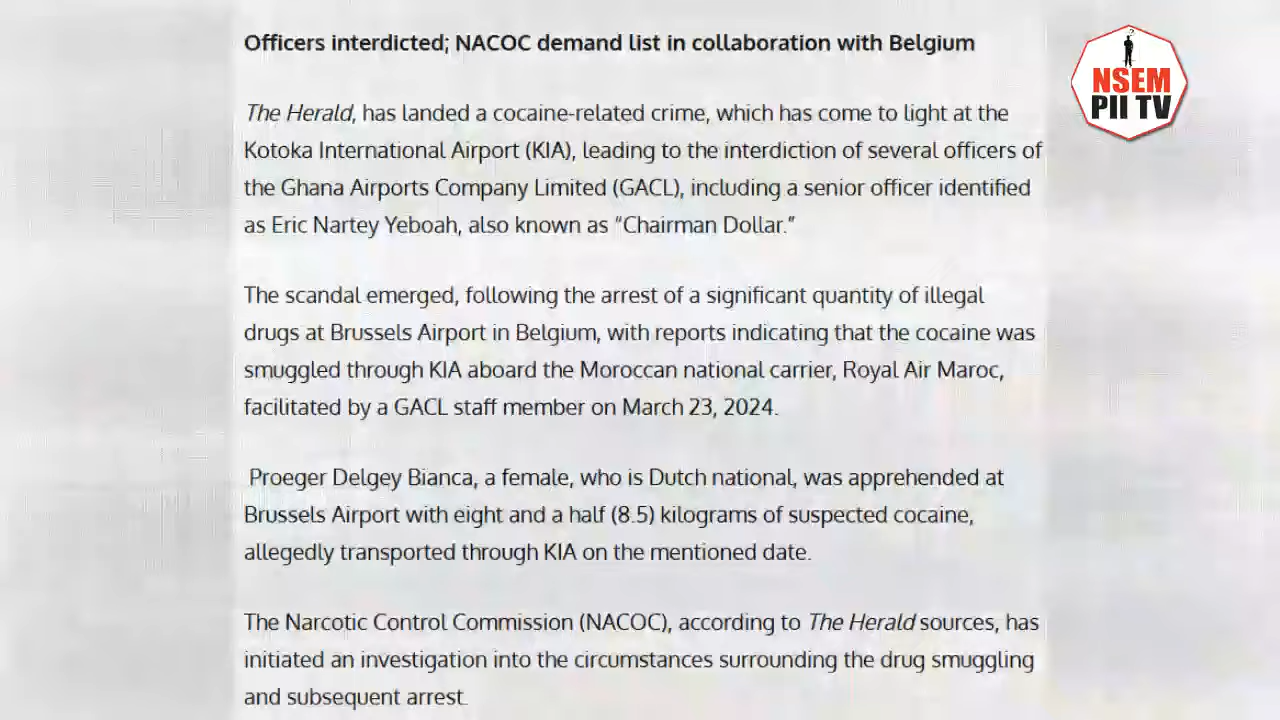 Officers interdicted; NACOC demand list in collaboration with Belgium
The Herald, has landed a cocaine-related crime, which has come to light at the
Kotoka International Airport (KIA), leading to the interdiction of several officers of
the Ghana Airports Company Limited (GACL), including a senior officer identified
as Eric Nartey Yeboah, also known as “Chairman Dollar.”
The scandal emerged, following the arrest of a significant quantity of illegal
drugs at Brussels Airport in Belgium, with reports indicating that the cocaine was
smuggled through KIA aboard the Moroccan national carrier, Royal Air Maroc,
facilitated by a GACL staff member on March 23, 2024.
Proeger Delgey Bianca, a female, who is Dutch national, was apprehended at
Brussels Airport with eight and a half (8.5) kilograms of suspected cocaine,
allegedly transported through KIA on the mentioned date.
The Narcotic Control Commission (NACOC), according to The Herald sources, has
initiated an investigation into the circumstances surrounding the drug smuggling
and subsequent arrest.
NSEM
PII TV